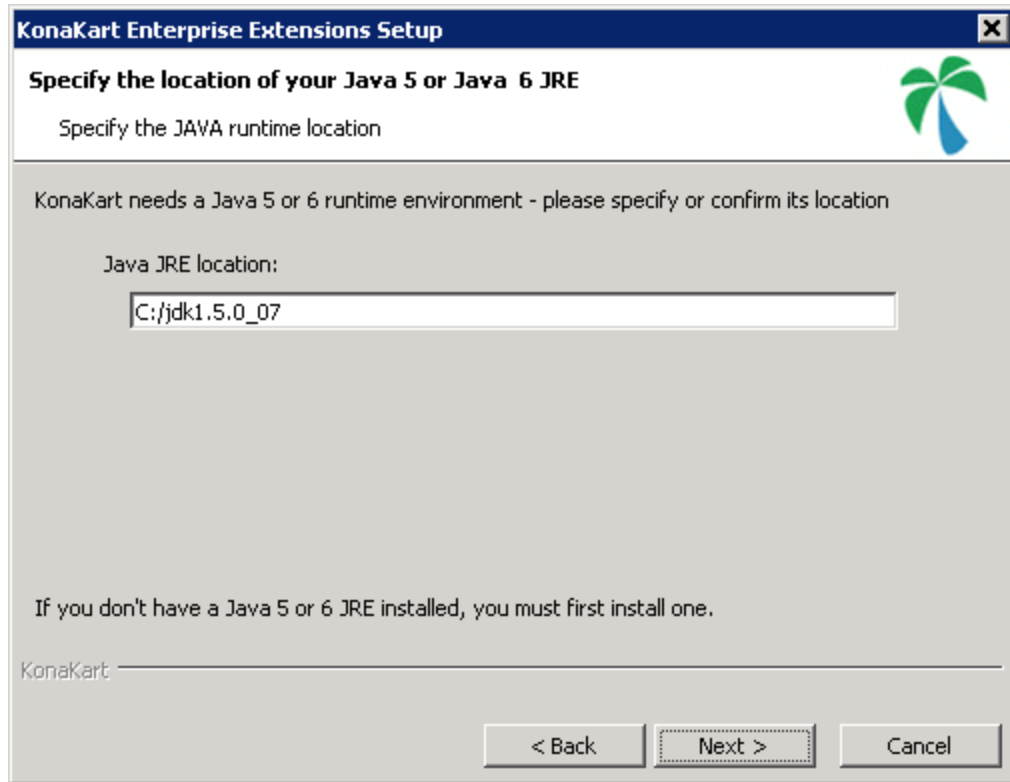 KonaKart Enterprise Extensions Setup
Specify the location of your Java 5 or Java 6 JRE
Specify the JAVA runtime location
KonaKart needs a Java 5 or 6 runtime environment - please specify or confirm its location
Java JRE location:
C:/jdk1.5.0_07
If you don't have a Java 5 or 6 JRE installed, you must first install one.
KonaKart
< Back Next > Cancel